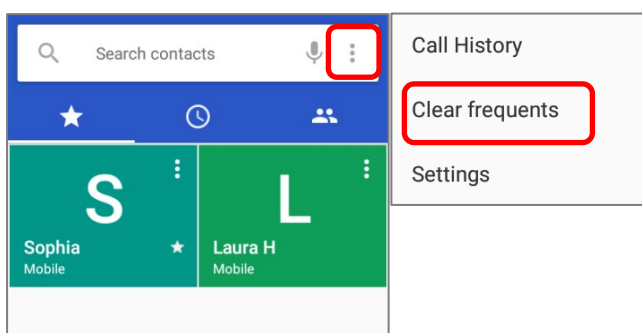 Search contacts
S
Sophia
Mobile
L
Laura H
Mobile
Call History
Clear frequents
Settings